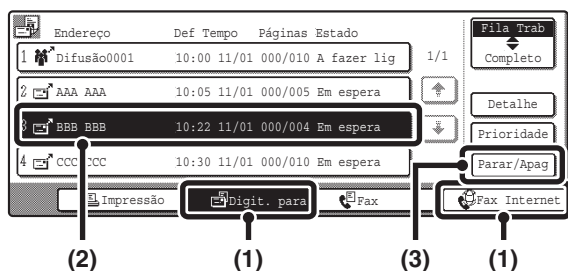 Endereço Def Tempo Páginas Estado Fila Trab
1 Difusão0001 10:00 11/01 000/010 A fazer lig 1/1 Completo
2 AAA AAA 10:05 11/01 000/005 Em espera
Detalhe
3 BBB BBB 10:22 11/01 000/004 Em espera
Prioridade
4 CCC CCC 10:30 11/01 000/010 Em espera
Parar/Apag
Impressão Digit. para Fax Fax Internet
(2) (1) (3) (1)